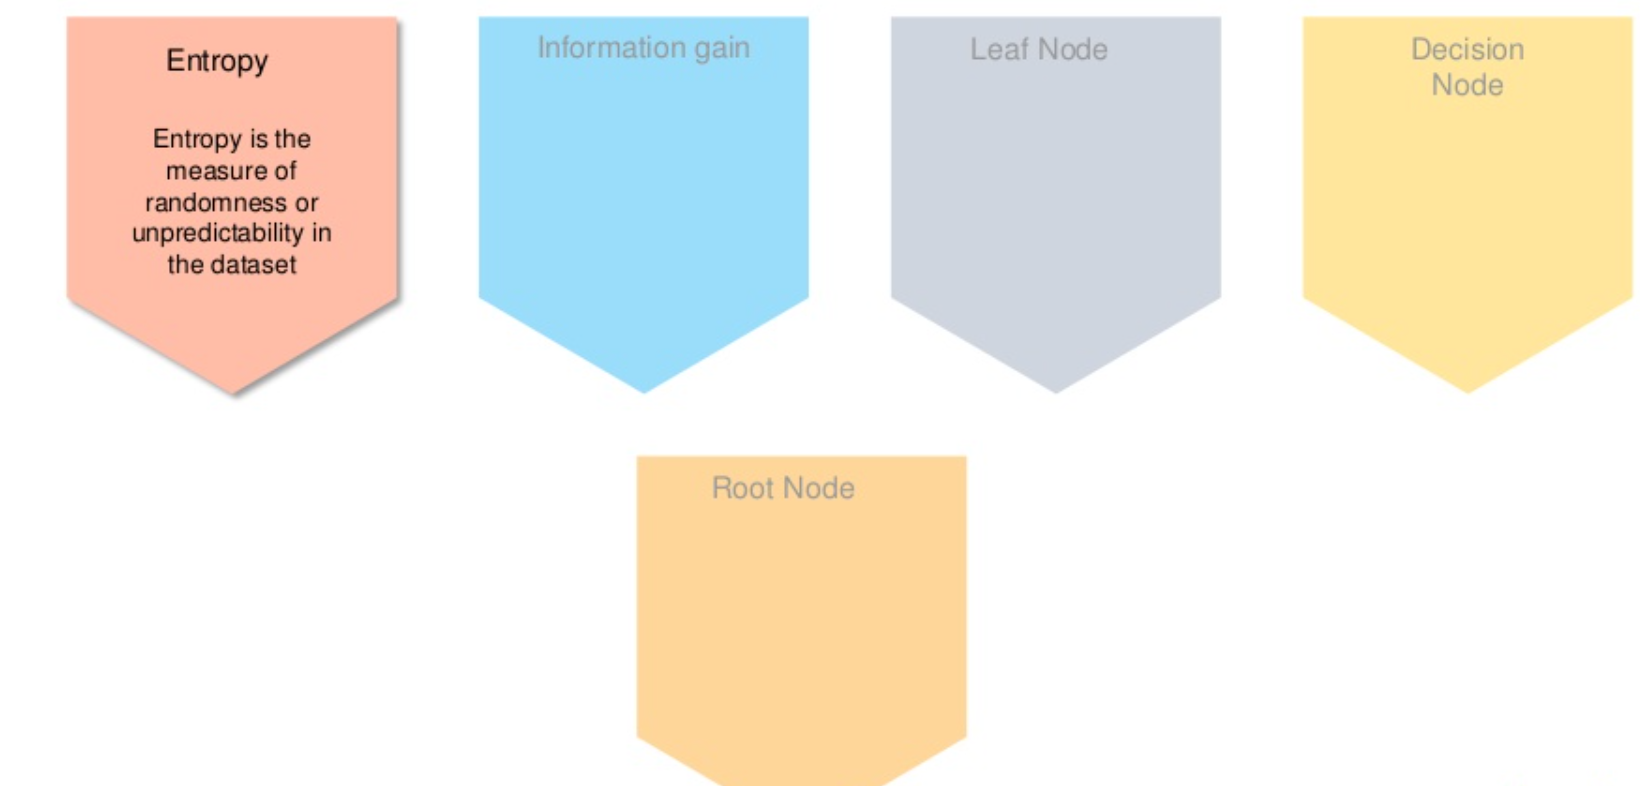 Entropy
Entropy is the
measure of
randomness or
unpredictability in
the dataset
Information gain
Leaf Node
Decision
Node
Root Node